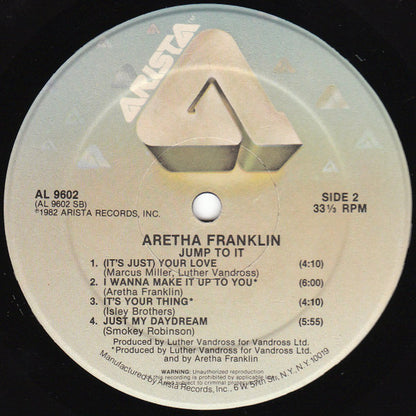 ARISTA™
AL 9602
(AL 9602 SB)
℗1982 ARISTA RECORDS, INC.
SIDE 2
33⅓ RPM
ARETHA FRANKLIN
JUMP TO IT
1. (IT'S JUST) YOUR LOVE (4:10)
(Marcus Miller, Luther Vandross)
2. I WANNA MAKE IT UP TO YOU* (6:00)
(Aretha Franklin)
3. IT'S YOUR THING* (4:10)
(Isley Brothers)
4. JUST MY DAYDREAM (5:55)
(Smokey Robinson)
Produced by Luther Vandross for Vandross Ltd.
*Produced by Luther Vandross for Vandross Ltd.
and by Aretha Franklin
WARNING: Unauthorized reproduction
of this recording is prohibited by applicable law
and subject to criminal prosecution.
Manufactured by Arista Records, Inc., 6 W 57th St., N.Y., N.Y. 10019